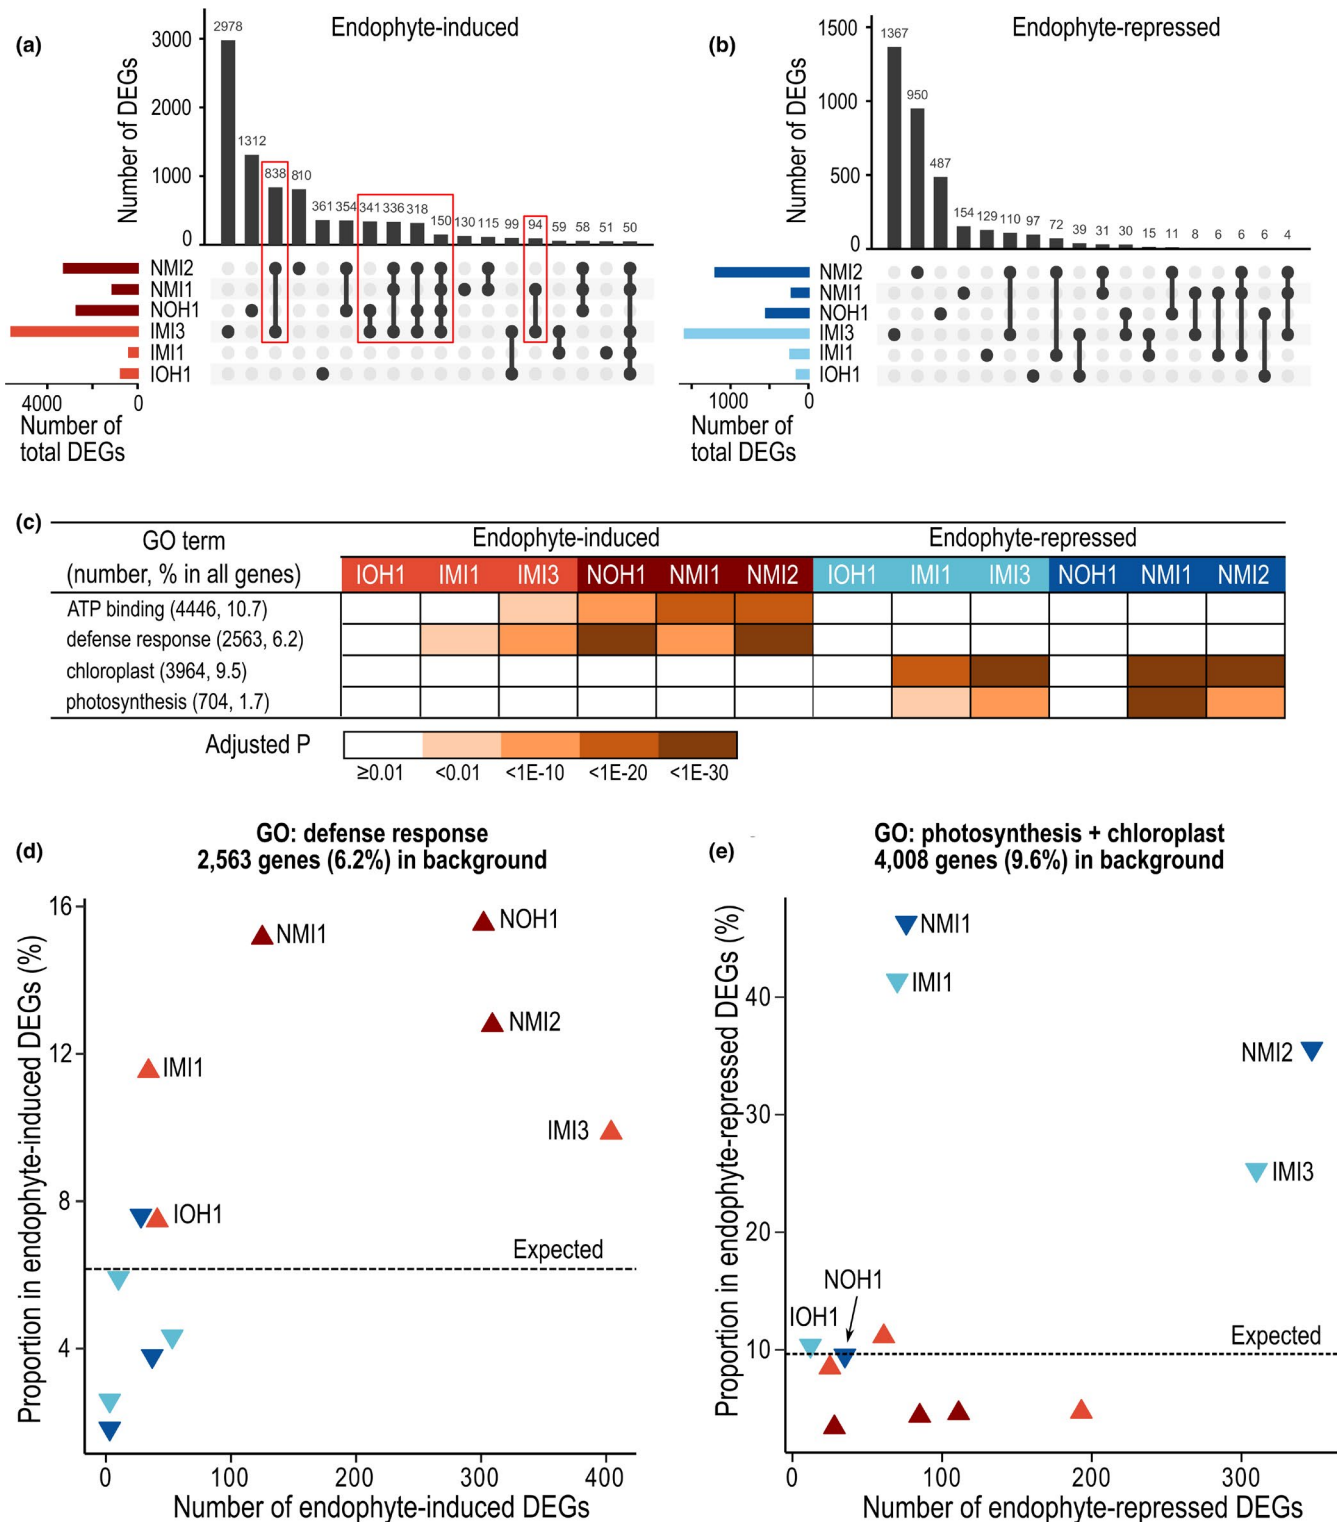 (a)
Endophyte-induced
Number of DEGs
3000
2000
1000
0
2978
1312
838
810
361
354
341
336
318
150
130
115
99
94
59
58
51
50
NMI2
NMI1
NOH1
IMI3
IMI1
IOH1
4000
0
Number of
total DEGs
(b)
Endophyte-repressed
Number of DEGs
1500
1000
500
0
1367
950
487
154
129
110
97
72
39
31
30
15
11
8
6
6
6
4
NMI2
NMI1
NOH1
IMI3
IMI1
IOH1
1000
0
Number of
total DEGs
(c)
GO term
(number, % in all genes)
Endophyte-induced
Endophyte-repressed
IOH1 IMI1 IMI3 NOH1 NMI1 NMI2 IOH1 IMI1 IMI3 NOH1 NMI1 NMI2
ATP binding (4446, 10.7)
defense response (2563, 6.2)
chloroplast (3964, 9.5)
photosynthesis (704, 1.7)
Adjusted P
≥0.01 <0.01 <1E-10 <1E-20 <1E-30
(d)
GO: defense response
2,563 genes (6.2%) in background
Proportion in endophyte-induced DEGs (%)
16
12
8
4
NMI1
NOH1
NMI2
IMI1
IMI3
IOH1
Expected
0 100 200 300 400
Number of endophyte-induced DEGs
(e)
GO: photosynthesis + chloroplast
4,008 genes (9.6%) in background
Proportion in endophyte-repressed DEGs (%)
40
30
20
10
NMI1
IMI1
NMI2
IMI3
NOH1
IOH1
Expected
0 100 200 300
Number of endophyte-repressed DEGs